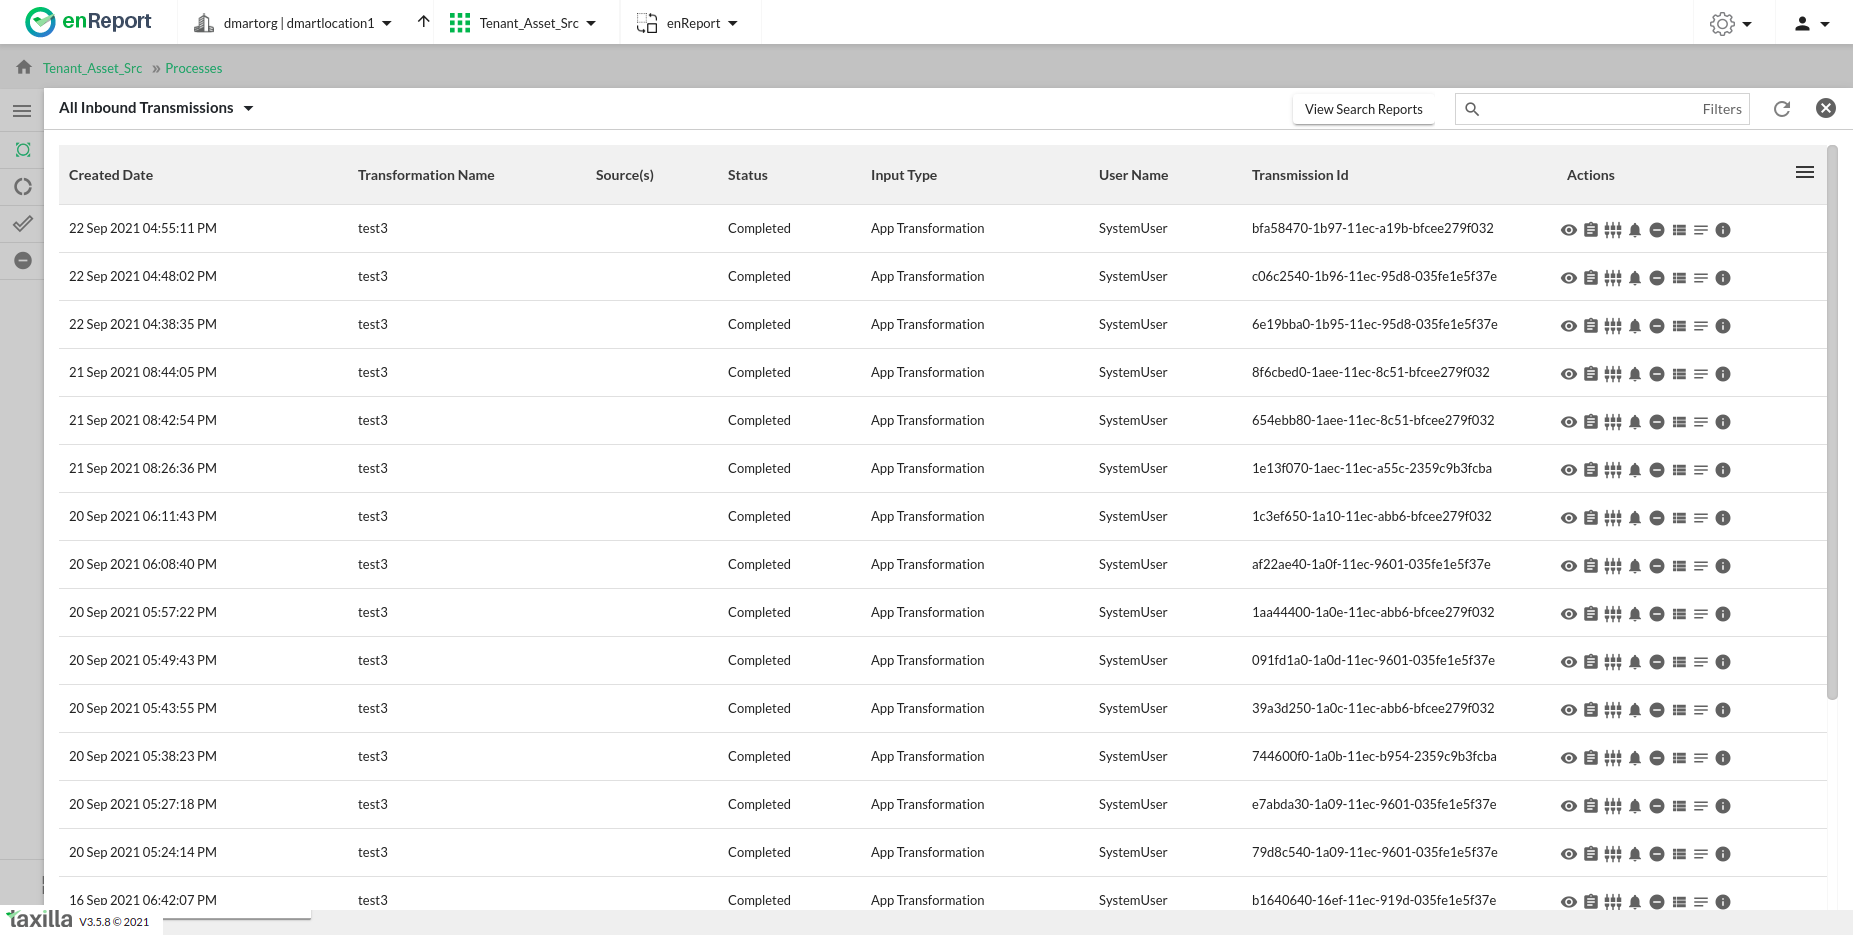 enReport dmartorg | dmartlocation1 Tenant_Asset_Src enReport
Tenant_Asset_Src » Processes
All Inbound Transmissions View Search Reports Filters
Created Date Transformation Name Source(s) Status Input Type User Name Transmission Id Actions
22 Sep 2021 04:55:11 PM test3 Completed App Transformation SystemUser bfa58470-1b97-11ec-a19b-bfcee279f032
22 Sep 2021 04:48:02 PM test3 Completed App Transformation SystemUser c06c2540-1b96-11ec-95d8-035fe1e5f37e
22 Sep 2021 04:38:35 PM test3 Completed App Transformation SystemUser 6e19bba0-1b95-11ec-95d8-035fe1e5f37e
21 Sep 2021 08:44:05 PM test3 Completed App Transformation SystemUser 8f6cbed0-1aee-11ec-8c51-bfcee279f032
21 Sep 2021 08:42:54 PM test3 Completed App Transformation SystemUser 654ebb80-1aee-11ec-8c51-bfcee279f032
21 Sep 2021 08:26:36 PM test3 Completed App Transformation SystemUser 1e13f070-1aec-11ec-a55c-2359c9b3fcba
20 Sep 2021 06:11:43 PM test3 Completed App Transformation SystemUser 1c3ef650-1a10-11ec-abb6-bfcee279f032
20 Sep 2021 06:08:40 PM test3 Completed App Transformation SystemUser af22ae40-1a0f-11ec-9601-035fe1e5f37e
20 Sep 2021 05:57:22 PM test3 Completed App Transformation SystemUser 1aa44400-1a0e-11ec-abb6-bfcee279f032
20 Sep 2021 05:49:43 PM test3 Completed App Transformation SystemUser 091fd1a0-1a0d-11ec-9601-035fe1e5f37e
20 Sep 2021 05:43:55 PM test3 Completed App Transformation SystemUser 39a3d250-1a0c-11ec-abb6-bfcee279f032
20 Sep 2021 05:38:23 PM test3 Completed App Transformation SystemUser 744600f0-1a0b-11ec-b954-2359c9b3fcba
20 Sep 2021 05:27:18 PM test3 Completed App Transformation SystemUser e7abda30-1a09-11ec-9601-035fe1e5f37e
20 Sep 2021 05:24:14 PM test3 Completed App Transformation SystemUser 79d8c540-1a09-11ec-9601-035fe1e5f37e
16 Sep 2021 06:42:07 PM test3 Completed App Transformation SystemUser b1640640-16ef-11ec-919d-035fe1e5f37e
taxilla V3.5.8 © 2021